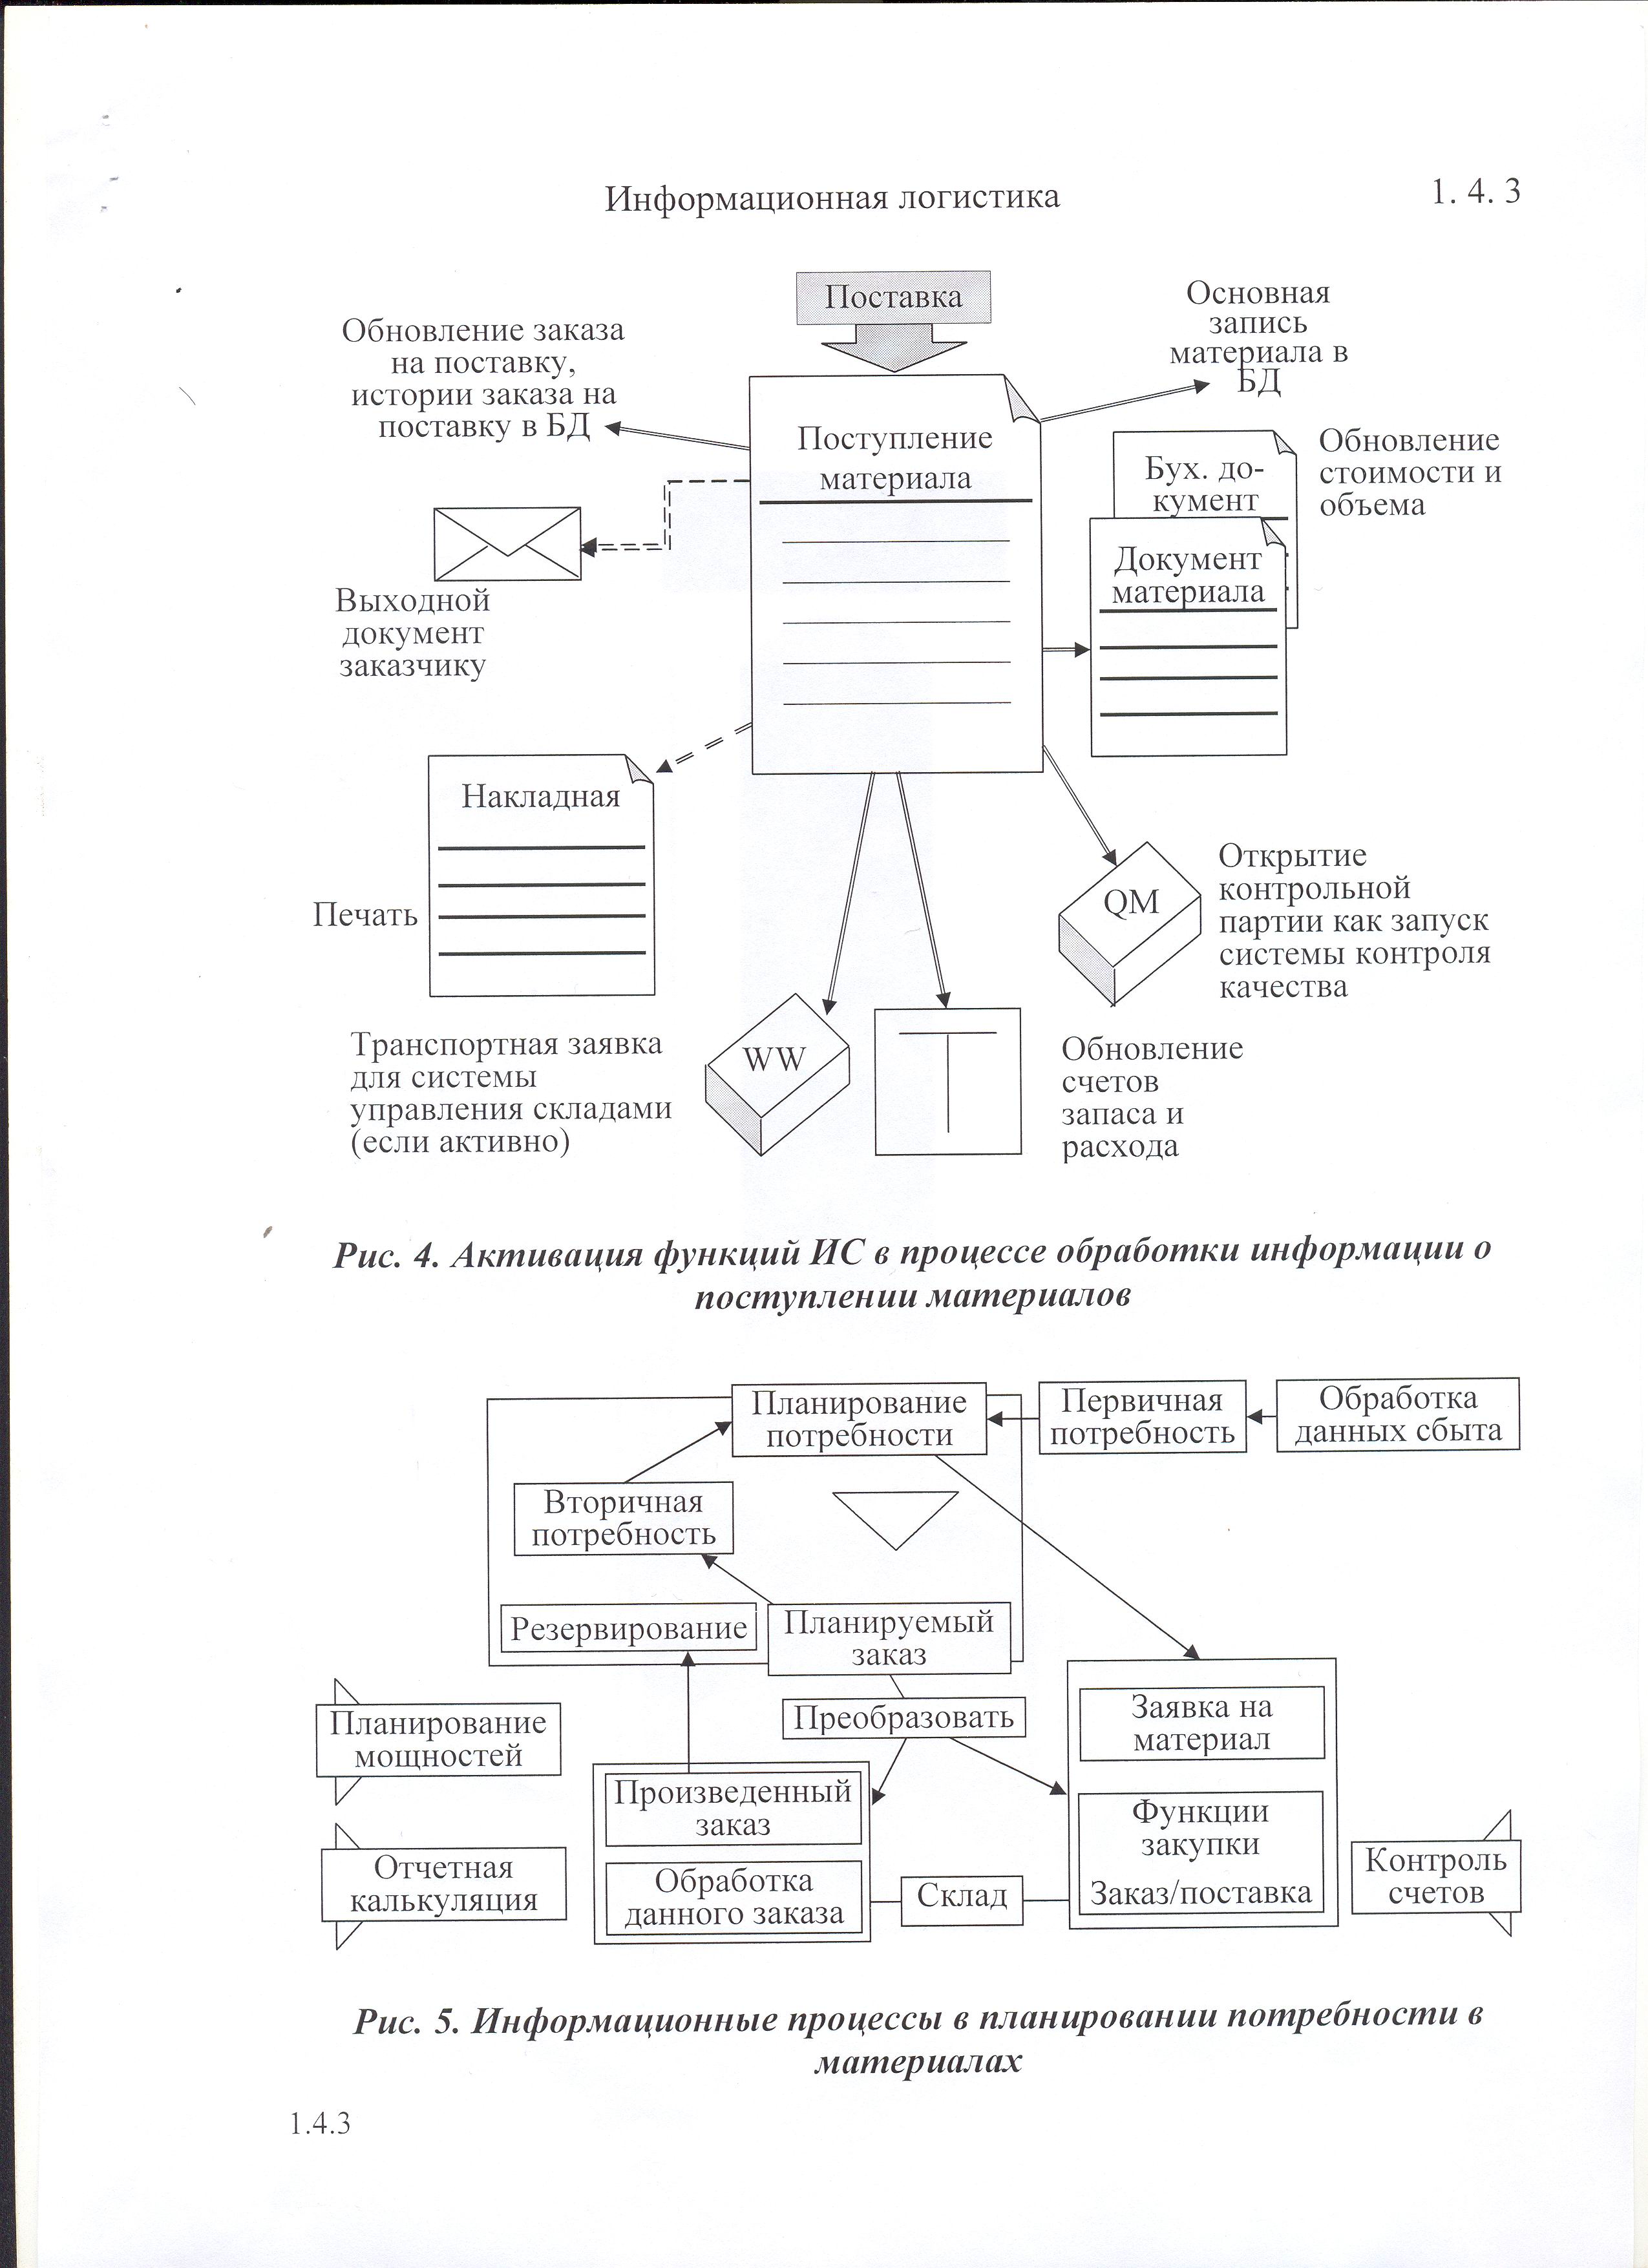 Информационная логистика
1. 4. 3
Поставка
Обновление заказа
на поставку,
истории заказа на
поставку в БД
Основная
запись
материала в
БД
Поступление
материала
Бух. до-
кумент
Обновление
стоимости и
объема
Документ
материала
Выходной
документ
заказчику
Накладная
Печать
QM
Открытие
контрольной
партии как запуск
системы контроля
качества
Транспортная заявка
для системы
управления складами
(если активно)
WW
Обновление
счетов
запаса и
расхода
Рис. 4. Активация функций ИС в процессе обработки информации о
поступлении материалов
Планирование
потребности
Первичная
потребность
Обработка
данных сбыта
Вторичная
потребность
Резервирование
Планируемый
заказ
Преобразовать
Планирование
мощностей
Заявка на
материал
Произведенный
заказ
Функции
закупки
Заказ/поставка
Отчетная
калькуляция
Обработка
данного заказа
Склад
Контроль
счетов
Рис. 5. Информационные процессы в планировании потребности в
материалах
1.4.3